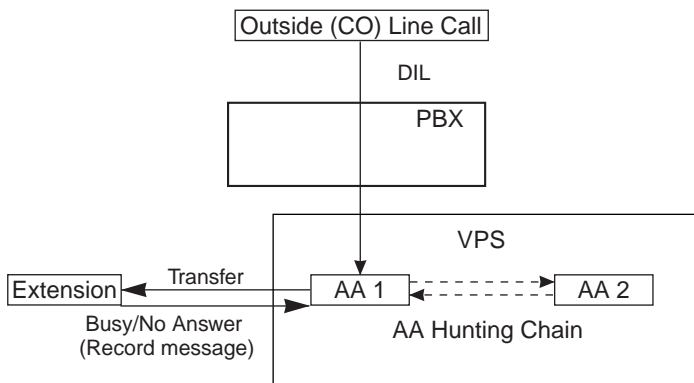 Outside (CO) Line Call
DIL
PBX
VPS
Transfer
Extension
AA 1
AA 2
Busy/No Answer
(Record message)
AA Hunting Chain